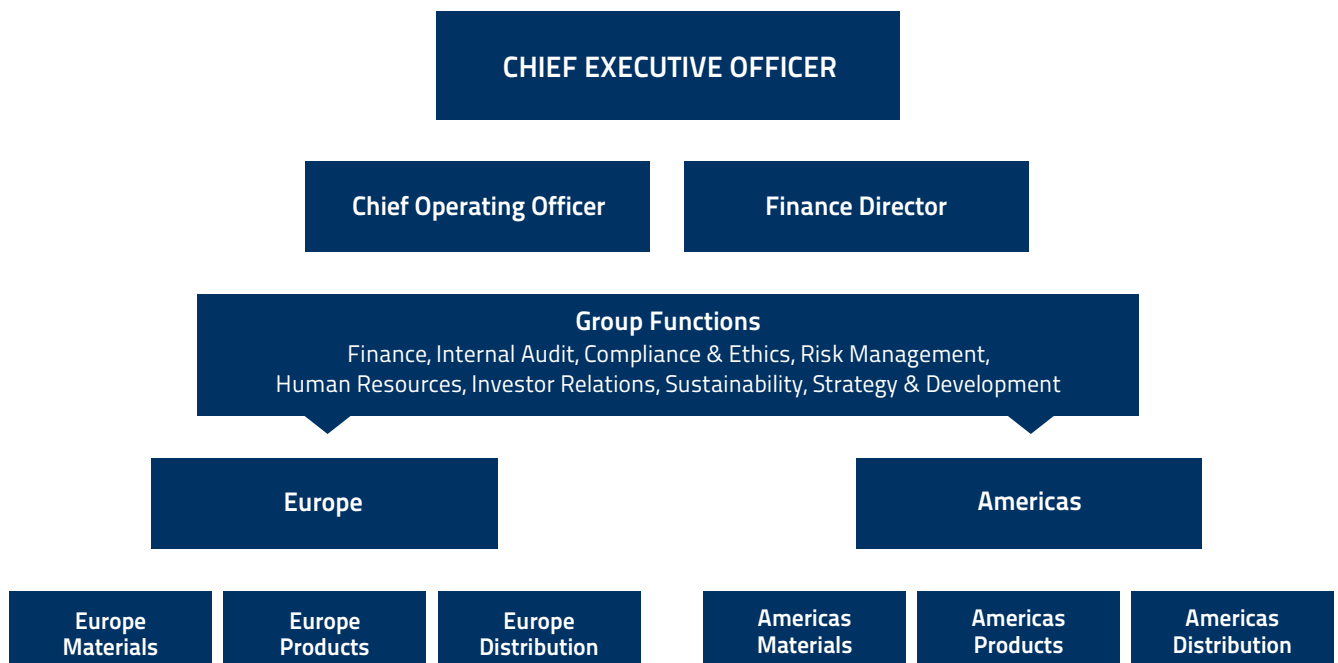 CHIEF EXECUTIVE OFFICER
Chief Operating Officer
Finance Director
Group Functions
Finance, Internal Audit, Compliance & Ethics, Risk Management,
Human Resources, Investor Relations, Sustainability, Strategy & Development
Europe
Americas
Europe
Materials
Europe
Products
Europe
Distribution
Americas
Materials
Americas
Products
Americas
Distribution